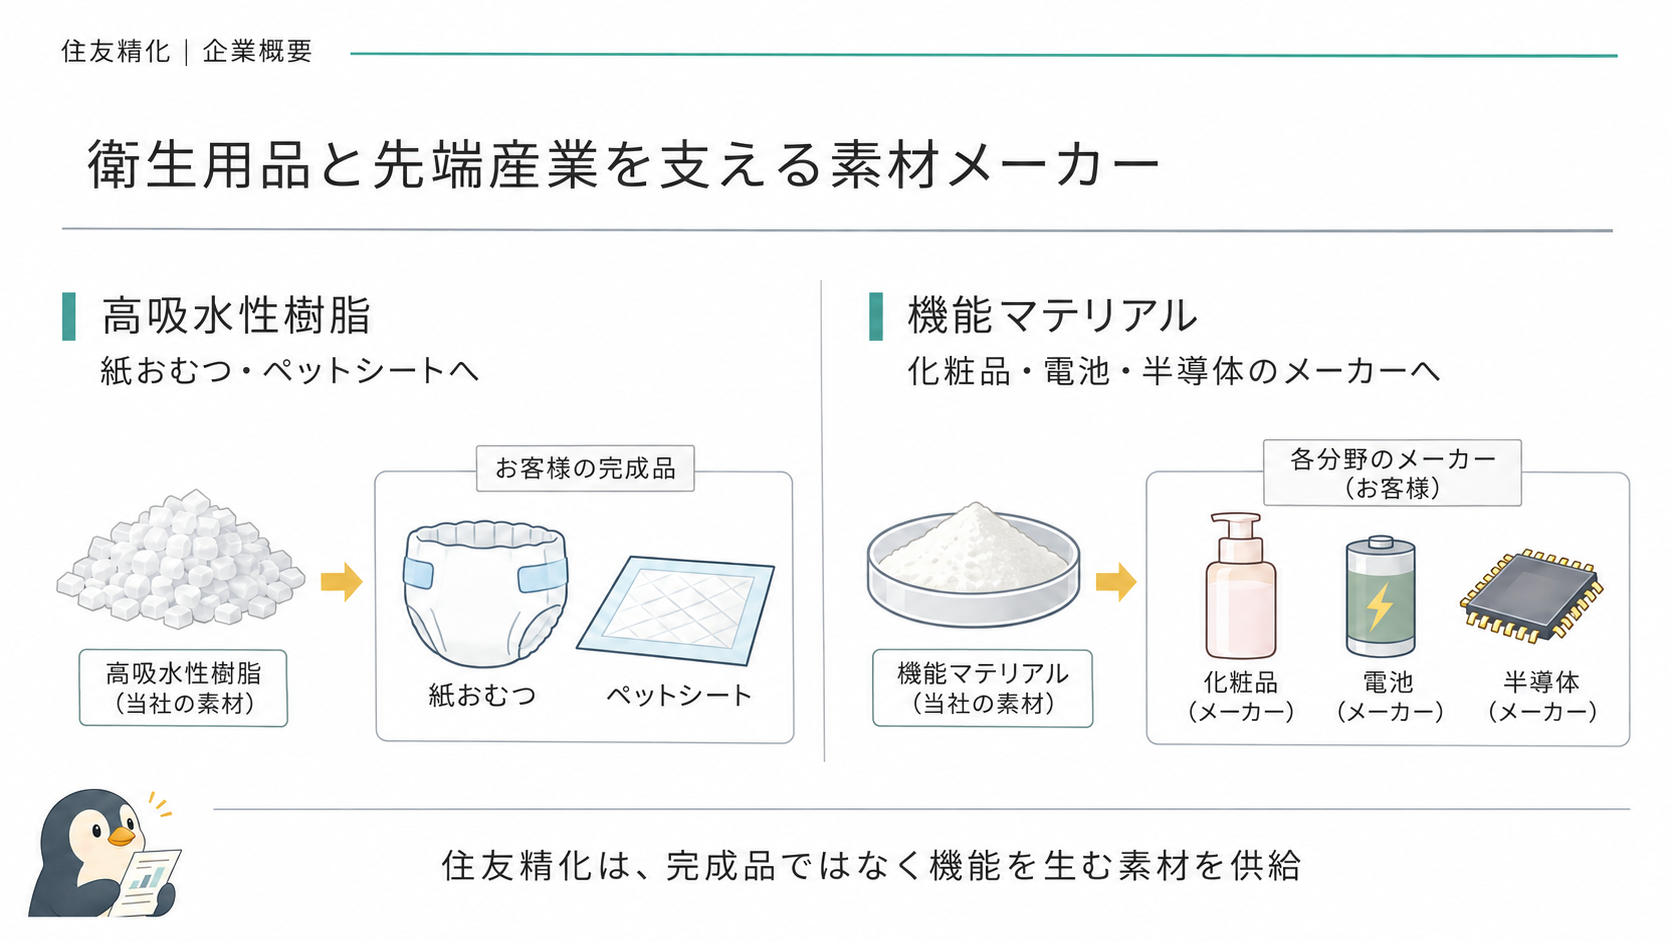 住友精化｜企業概要
衛生用品と先端産業を支える素材メーカー
高吸水性樹脂
紙おむつ・ペットシートへ
お客様の完成品
高吸水性樹脂
（当社の素材）
紙おむつ
ペットシート
機能マテリアル
化粧品・電池・半導体のメーカーへ
各分野のメーカー
（お客様）
機能マテリアル
（当社の素材）
化粧品
（メーカー）
電池
（メーカー）
半導体
（メーカー）
住友精化は、完成品ではなく機能を生む素材を供給